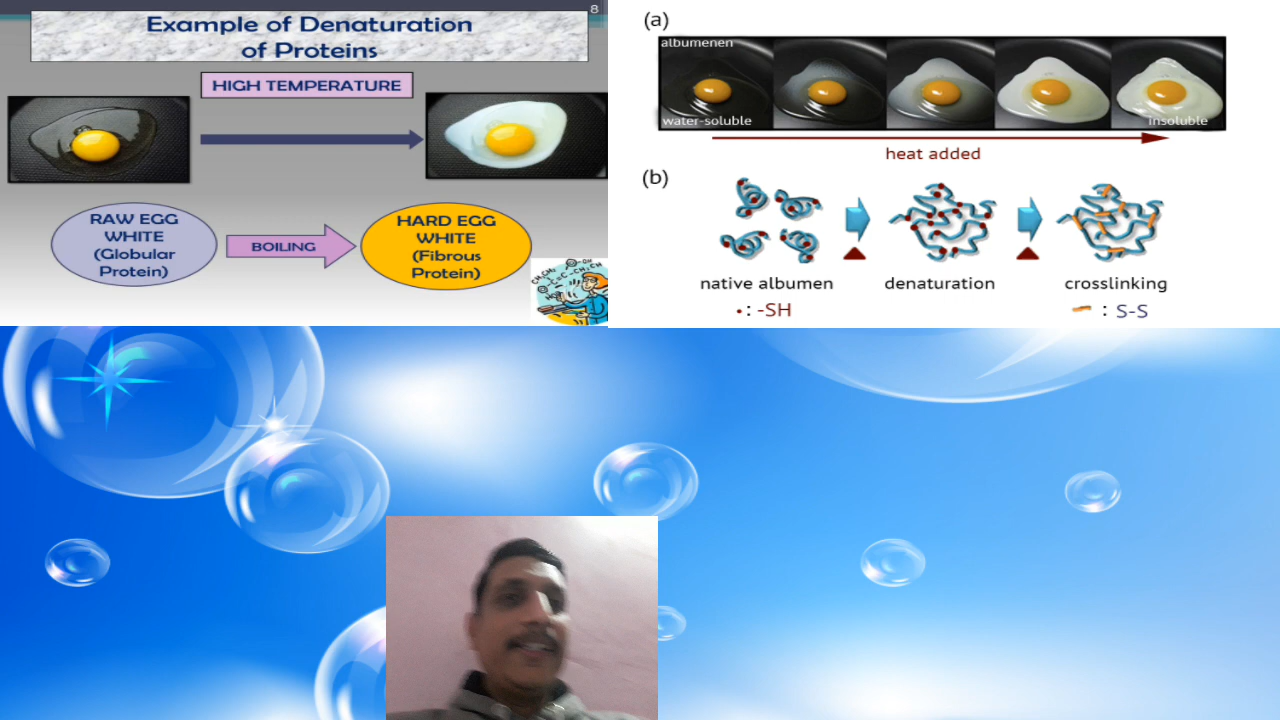 8
Example of Denaturation
of Proteins
HIGH TEMPERATURE
RAW EGG
WHITE
(Globular
Protein)
BOILING
HARD EGG
WHITE
(Fibrous
Protein)
(a)
albumenen
water-soluble
insoluble
heat added
(b)
native albumen
denaturation
crosslinking
•: -SH
: S-S